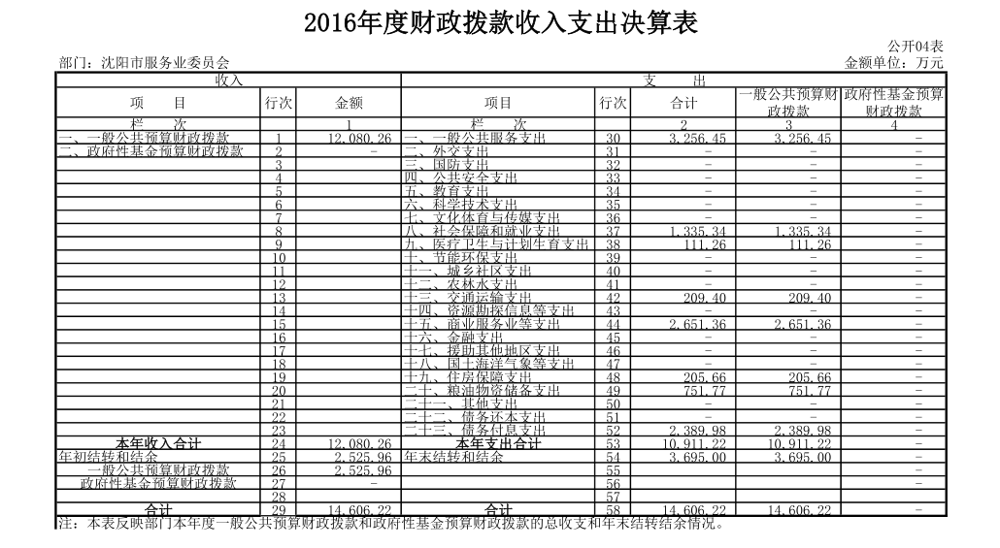 2016年度财政拨款收入支出决算表
公开04表
部门：沈阳市服务业委员会 金额单位：万元
收入 支 出
项 目 行次 金额 项目 行次 合计 一般公共预算财政拨款 政府性基金预算财政拨款
栏 次 1 栏 次 2 3 4
一、一般公共预算财政拨款 1 12,080.26 一、一般公共服务支出 30 3,256.45 3,256.45 -
二、政府性基金预算财政拨款 2 - 二、外交支出 31 - - -
3 三、国防支出 32 - - -
4 四、公共安全支出 33 - - -
5 五、教育支出 34 - - -
6 六、科学技术支出 35 - - -
7 七、文化体育与传媒支出 36 - - -
8 八、社会保障和就业支出 37 1,335.34 1,335.34 -
9 九、医疗卫生与计划生育支出 38 111.26 111.26 -
10 十、节能环保支出 39 - - -
11 十一、城乡社区支出 40 - - -
12 十二、农林水支出 41 - - -
13 十三、交通运输支出 42 209.40 209.40 -
14 十四、资源勘探信息等支出 43 - - -
15 十五、商业服务业等支出 44 2,651.36 2,651.36 -
16 十六、金融支出 45 - - -
17 十七、援助其他地区支出 46 - - -
18 十八、国土海洋气象等支出 47 - - -
19 十九、住房保障支出 48 205.66 205.66 -
20 二十、粮油物资储备支出 49 751.77 751.77 -
21 二十一、其他支出 50 - - -
22 二十二、债务还本支出 51 - - -
23 二十三、债务付息支出 52 2,389.98 2,389.98 -
本年收入合计 24 12,080.26 本年支出合计 53 10,911.22 10,911.22 -
年初结转和结余 25 2,525.96 年末结转和结余 54 3,695.00 3,695.00 -
一般公共预算财政拨款 26 2,525.96 55 -
政府性基金预算财政拨款 27 - 56 -
28 57
合计 29 14,606.22 合计 58 14,606.22 14,606.22 -
注：本表反映部门本年度一般公共预算财政拨款和政府性基金预算财政拨款的总收支和年末结转结余情况。